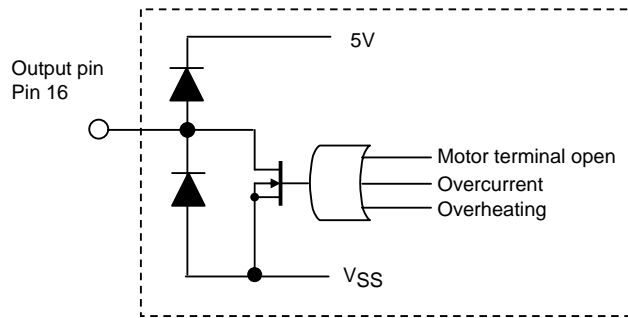 5V
Output pin
Pin 16
Motor terminal open
Overcurrent
Overheating
VSS